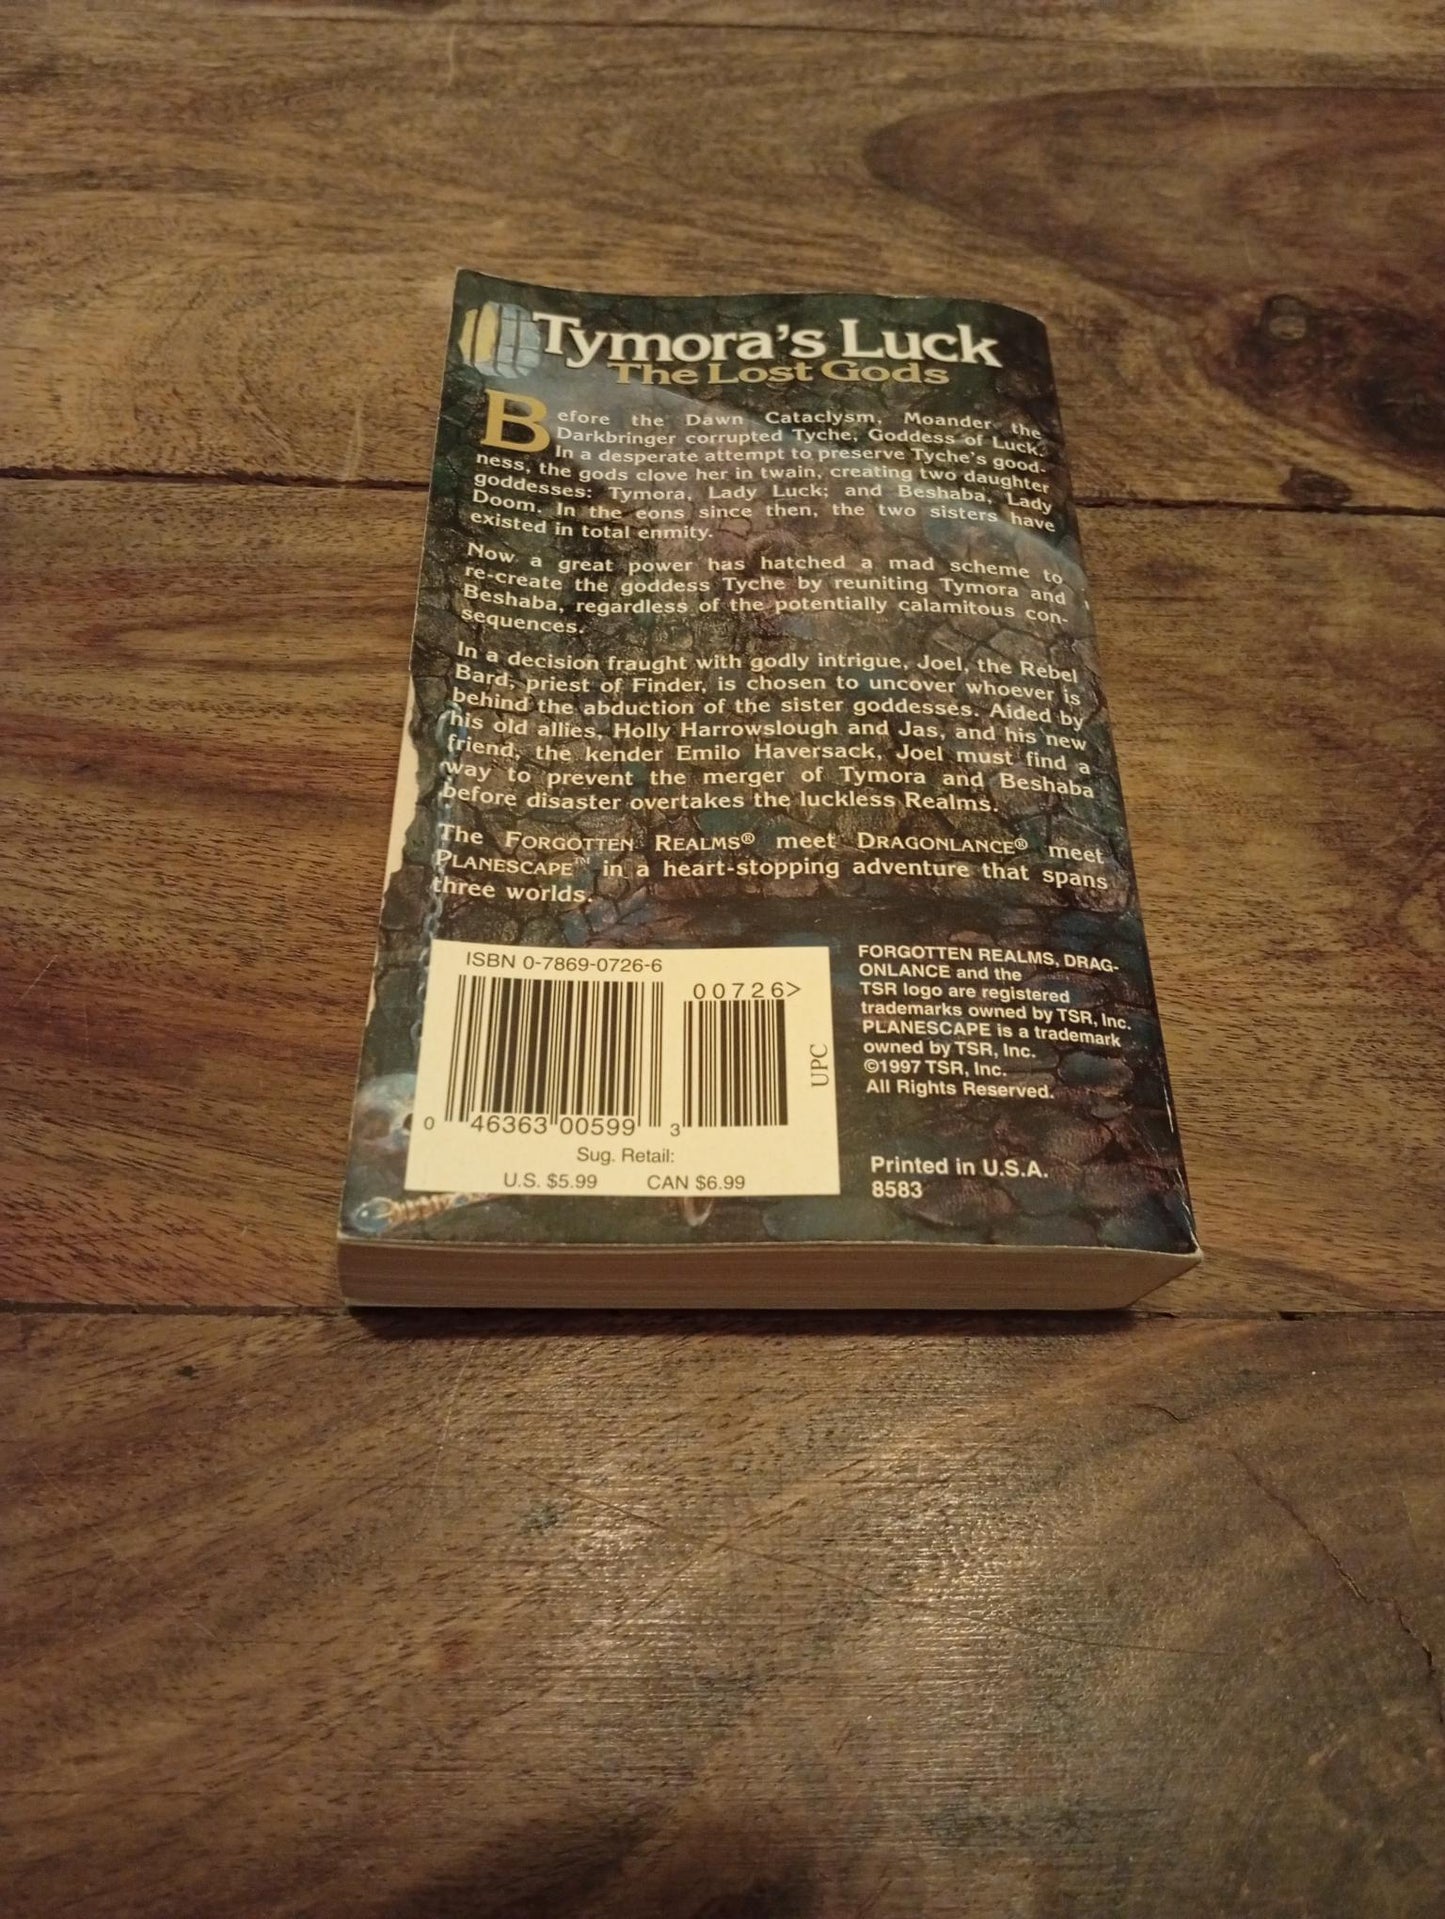 Tymora's Luck
The Lost Gods
Before the Dawn Cataclysm, Moander the
Darkbringer corrupted Tyche, Goddess of Luck.
In a desperate attempt to preserve Tyche's good-
ness, the gods clove her in twain, creating two daughter
goddesses: Tymora, Lady Luck; and Beshaba, Lady
Doom. In the eons since then, the two sisters have
existed in total enmity.
Now a great power has hatched a mad scheme to
re-create the goddess Tyche by reuniting Tymora and
Beshaba, regardless of the potentially calamitous con-
sequences.
In a decision fraught with godly intrigue, Joel, the Rebel
Bard, priest of Finder, is chosen to uncover whoever is
behind the abduction of the sister goddesses. Aided by
his old allies, Holly Harrowslough and Jas, and his new
friend, the kender Emilo Haversack, Joel must find a
way to prevent the merger of Tymora and Beshaba
before disaster overtakes the luckless Realms.
The FORGOTTEN REALMS® meet DRAGONLANCE® meet
PLANESCAPE™ in a heart-stopping adventure that spans
three worlds.
ISBN 0-7869-0726-6
00726>
UPC
0 46363 00599 3
Sug. Retail:
U.S. $5.99 CAN $6.99
FORGOTTEN REALMS, DRAG-
ONLANCE and the
TSR logo are registered
trademarks owned by TSR, Inc.
PLANESCAPE is a trademark
owned by TSR, Inc.
©1997 TSR, Inc.
All Rights Reserved.
Printed in U.S.A.
8583